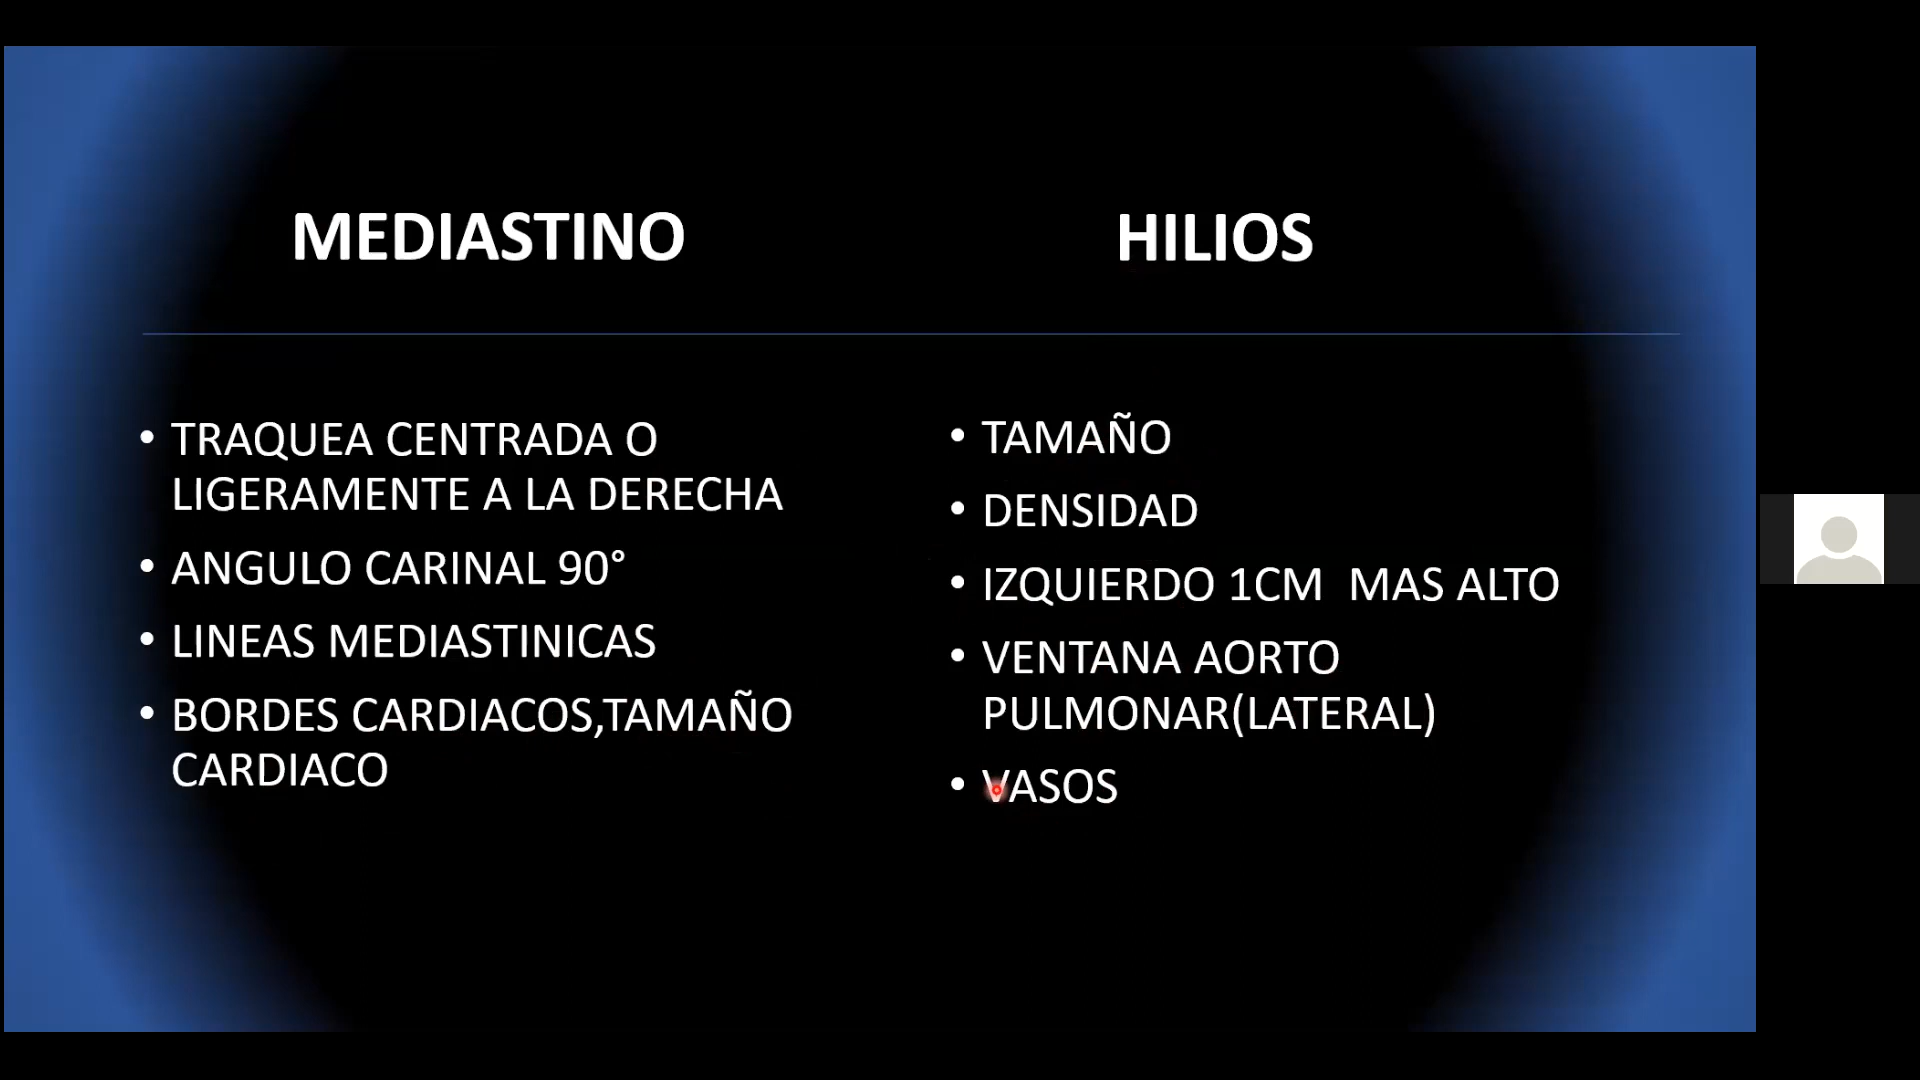 MEDIASTINO
• TRAQUEA CENTRADA O
LIGERAMENTE A LA DERECHA
• ANGULO CARINAL 90°
• LINEAS MEDIASTINICAS
• BORDES CARDIACOS,TAMAÑO
CARDIACO
HILIOS
• TAMAÑO
• DENSIDAD
• IZQUIERDO 1CM  MAS ALTO
• VENTANA AORTO
PULMONAR(LATERAL)
• VASOS